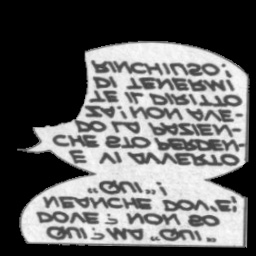 QUI? MA "QUI"
DOVE? NON SO
NEANCHE DOV'E'
"QUI"!
E VI AVVERTO
CHE STO PERDEN-
DO LA PAZIEN-
ZA! NON AVE-
TE IL DIRITTO
DI TENERMI
RINCHIUSO!